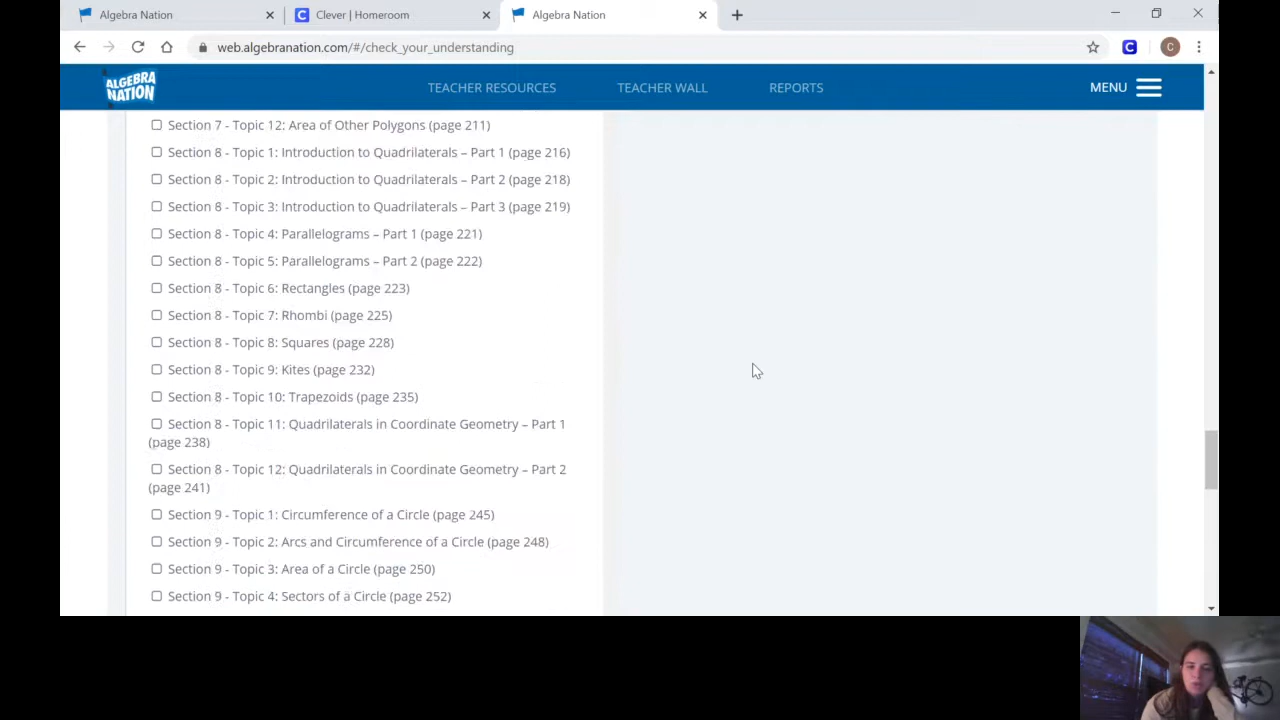 Algebra Nation
Clever | Homeroom
Algebra Nation
web.algebranation.com/#/check_your_understanding
C
C
ALGEBRA
NATION
TEACHER RESOURCES
TEACHER WALL
REPORTS
MENU
Section 7 - Topic 12: Area of Other Polygons (page 211)
Section 8 - Topic 1: Introduction to Quadrilaterals – Part 1 (page 216)
Section 8 - Topic 2: Introduction to Quadrilaterals – Part 2 (page 218)
Section 8 - Topic 3: Introduction to Quadrilaterals – Part 3 (page 219)
Section 8 - Topic 4: Parallelograms – Part 1 (page 221)
Section 8 - Topic 5: Parallelograms – Part 2 (page 222)
Section 8 - Topic 6: Rectangles (page 223)
Section 8 - Topic 7: Rhombi (page 225)
Section 8 - Topic 8: Squares (page 228)
Section 8 - Topic 9: Kites (page 232)
Section 8 - Topic 10: Trapezoids (page 235)
Section 8 - Topic 11: Quadrilaterals in Coordinate Geometry – Part 1
(page 238)
Section 8 - Topic 12: Quadrilaterals in Coordinate Geometry – Part 2
(page 241)
Section 9 - Topic 1: Circumference of a Circle (page 245)
Section 9 - Topic 2: Arcs and Circumference of a Circle (page 248)
Section 9 - Topic 3: Area of a Circle (page 250)
Section 9 - Topic 4: Sectors of a Circle (page 252)